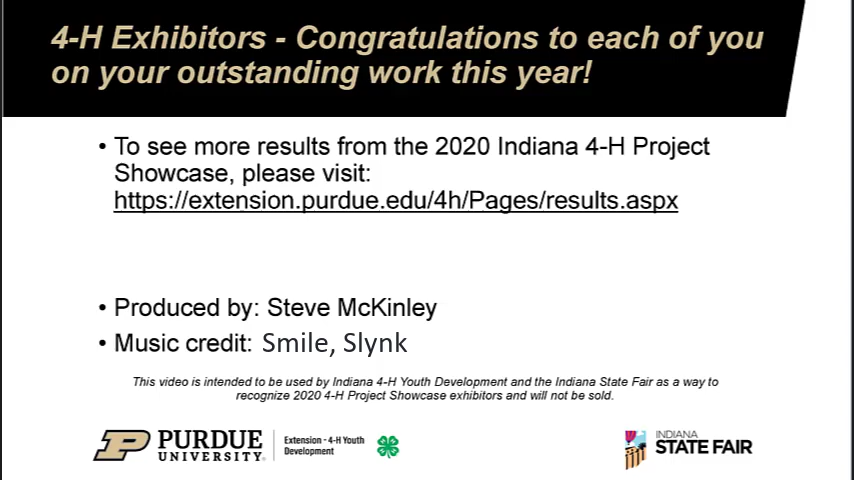 4-H Exhibitors - Congratulations to each of you
on your outstanding work this year!
• To see more results from the 2020 Indiana 4-H Project
Showcase, please visit:
https://extension.purdue.edu/4h/Pages/results.aspx
• Produced by: Steve McKinley
• Music credit: Smile, Slynk
This video is intended to be used by Indiana 4-H Youth Development and the Indiana State Fair as a way to
recognize 2020 4-H Project Showcase exhibitors and will not be sold.
PURDUE
UNIVERSITY
Extension - 4-H Youth
Development
INDIANA
STATE FAIR